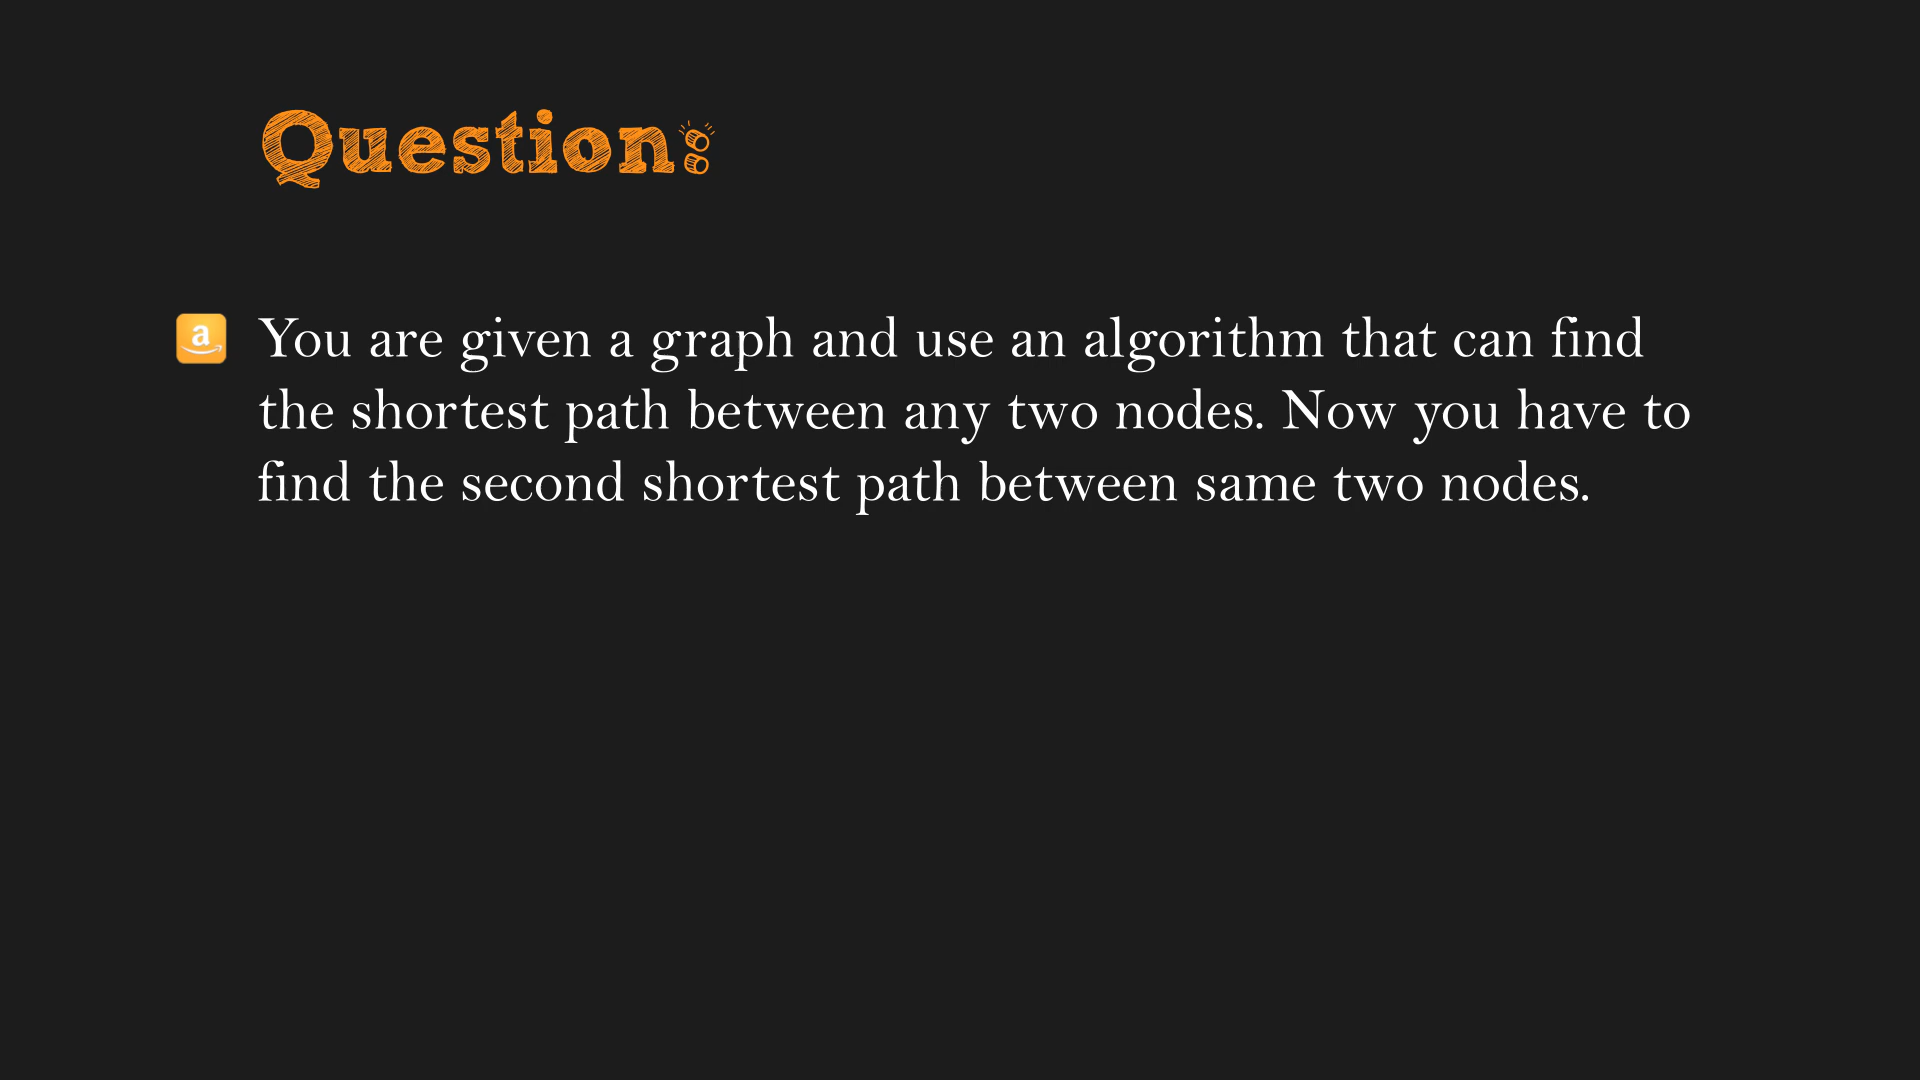 Question:
a
You are given a graph and use an algorithm that can find
the shortest path between any two nodes. Now you have to
find the second shortest path between same two nodes.